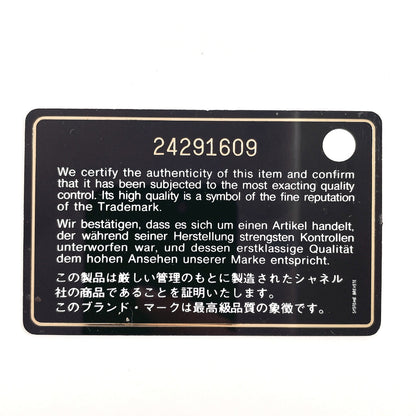 24291609
We certify the authenticity of this item and confirm
that it has been subjected to the most exacting quality
control. Its high quality is a symbol of the fine reputation
of the Trademark.
Wir bestätigen, dass es sich um einen Artikel handelt,
der während seiner Herstellung strengsten Kontrollen
unterworfen war, und dessen erstklassige Qualität
dem hohen Ansehen unserer Marke entspricht.
この製品は厳しい管理のもとに製造されたシャネル
社の商品であることを証明いたします。
このブランド・マークは最高級品質の象徴です。